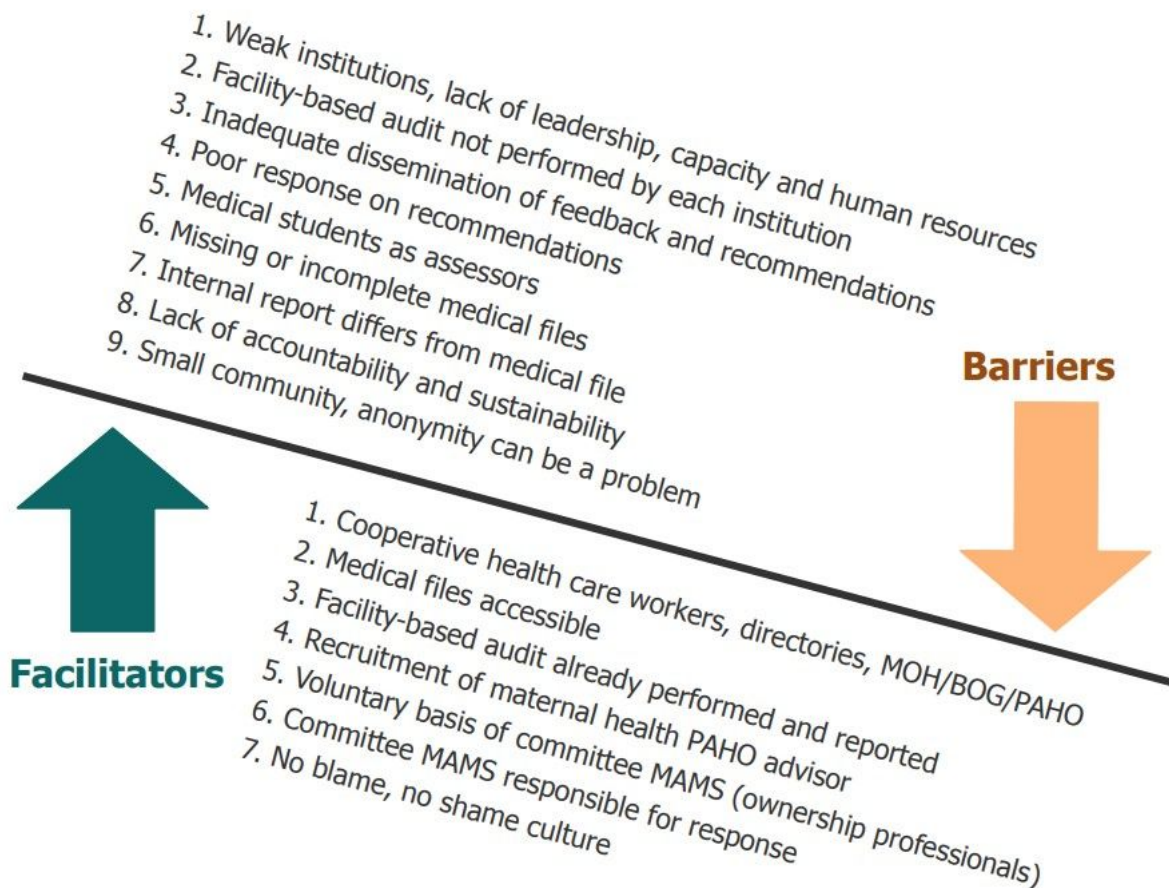 1. Weak institutions, lack of leadership, capacity and human resources
2. Facility-based audit not performed by each institution
3. Inadequate dissemination of feedback and recommendations
4. Poor response on recommendations
5. Medical students as assessors
6. Missing or incomplete medical files
7. Internal report differs from medical file
8. Lack of accountability and sustainability
9. Small community, anonymity can be a problem
Barriers
Facilitators
1. Cooperative health care workers, directories, MOH/BOG/PAHO
2. Medical files accessible
3. Facility-based audit already performed and reported
4. Recruitment of maternal health PAHO advisor
5. Voluntary basis of committee MAMS (ownership professionals)
6. Committee MAMS responsible for response
7. No blame, no shame culture